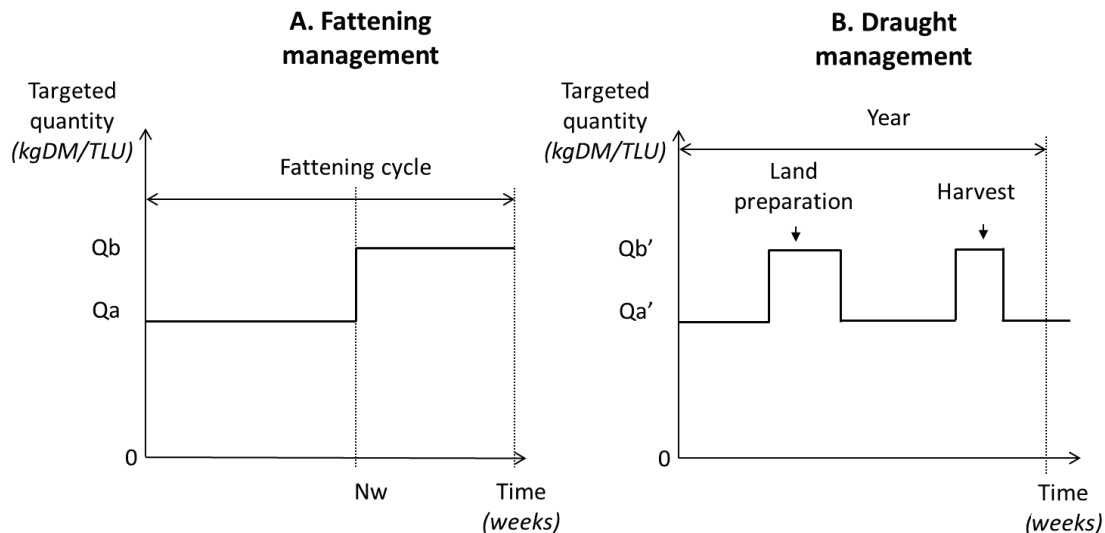 A. Fattening
management
Targeted
quantity
(kgDM/TLU)
Fattening cycle
Qb
Qa
0
Nw
Time
(weeks)
B. Draught
management
Targeted
quantity
(kgDM/TLU)
Year
Land
preparation
Harvest
Qb’
Qa’
0
Time
(weeks)